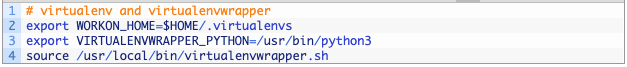 1 # virtualenv and virtualenvwrapper
2 export WORKON_HOME=$HOME/.virtualenvs
3 export VIRTUALENVWRAPPER_PYTHON=/usr/bin/python3
4 source /usr/local/bin/virtualenvwrapper.sh